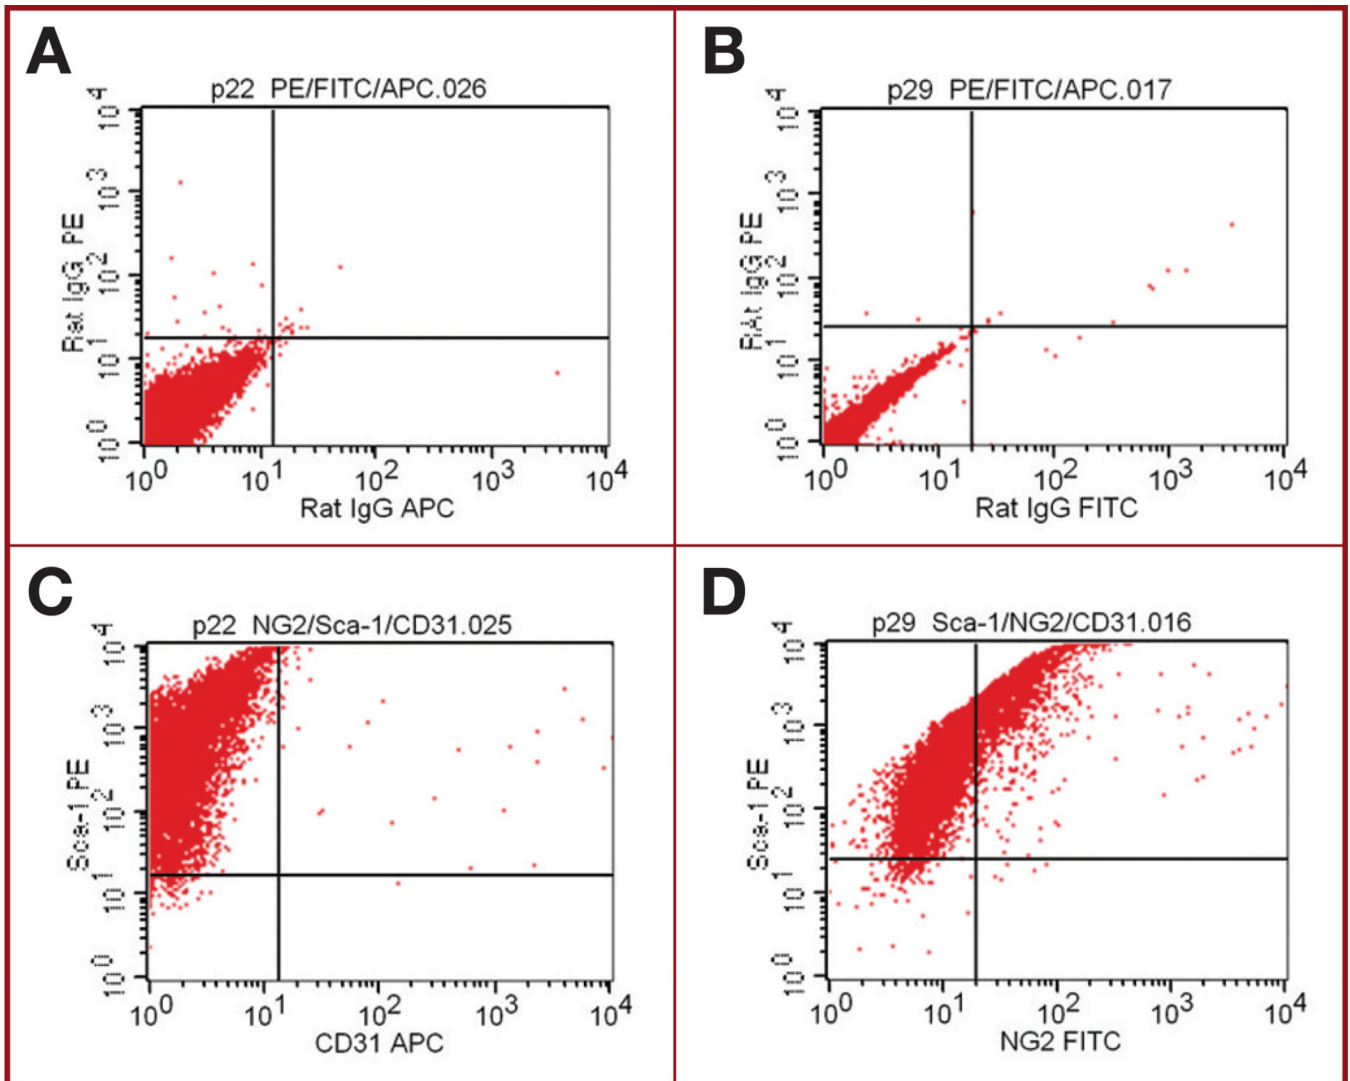 A
p22 PE/FITC/APC.026
10^4
10^3
10^2
10^1
10^0
Rat IgG PE
10^0 10^1 10^2 10^3 10^4
Rat IgG APC
B
p29 PE/FITC/APC.017
10^4
10^3
10^2
10^1
10^0
RAt IgG PE
10^0 10^1 10^2 10^3 10^4
Rat IgG FITC
C
p22 NG2/Sca-1/CD31.025
10^4
10^3
10^2
10^1
10^0
Sca-1 PE
10^0 10^1 10^2 10^3 10^4
CD31 APC
D
p29 Sca-1/NG2/CD31.016
10^4
10^3
10^2
10^1
10^0
Sca-1 PE
10^0 10^1 10^2 10^3 10^4
NG2 FITC